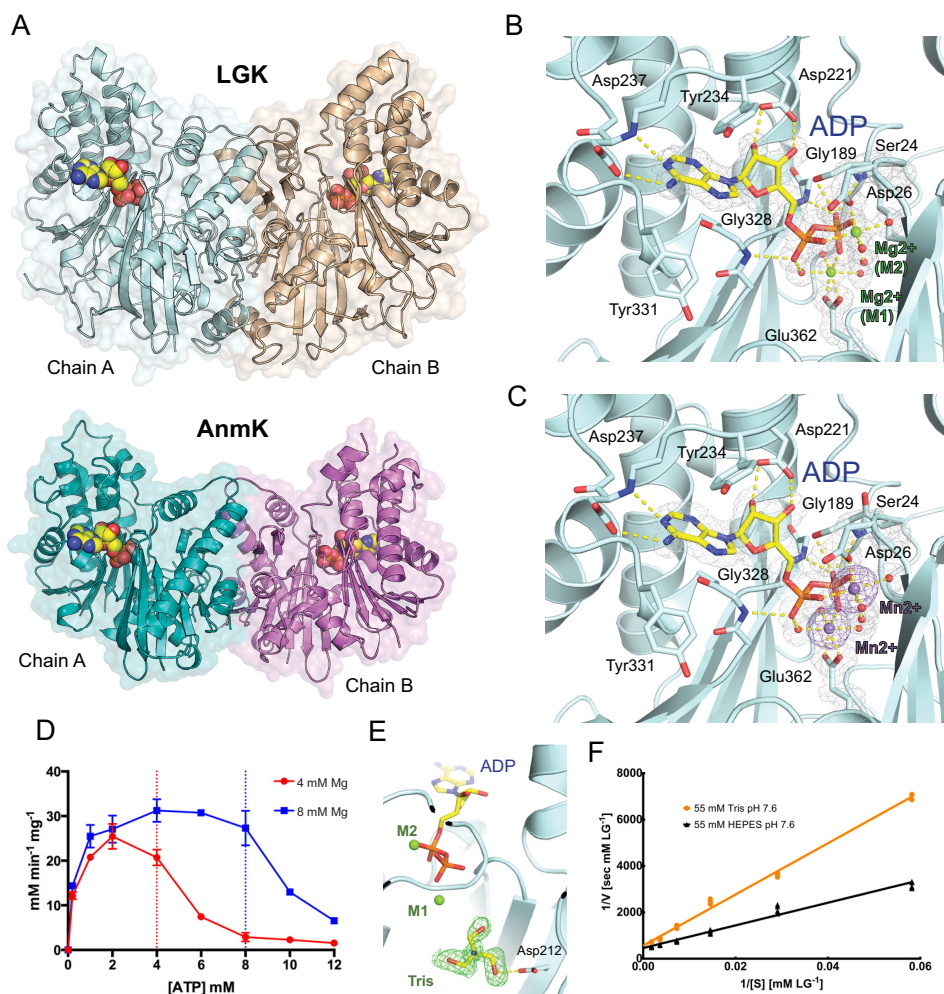 A
LGK
Chain A
Chain B
AnmK
Chain A
Chain B
B
Asp237
Tyr234
Asp221
ADP
Gly189
Ser24
Asp26
Gly328
Mg2+
(M2)
Mg2+
(M1)
Tyr331
Glu362
C
Asp237
Tyr234
Asp221
ADP
Gly189
Ser24
Asp26
Gly328
Mn2+
Mn2+
Tyr331
Glu362
D
mM min⁻¹ mg⁻¹
40
30
20
10
0
0 2 4 6 8 10 12
[ATP] mM
4 mM Mg
8 mM Mg
E
ADP
M2
M1
Asp212
Tris
F
1/V [sec mM LG⁻¹]
8000
6000
4000
2000
0
0.00 0.02 0.04 0.06
1/[S] [mM LG⁻¹]
55 mM Tris pH 7.6
55 mM HEPES pH 7.6